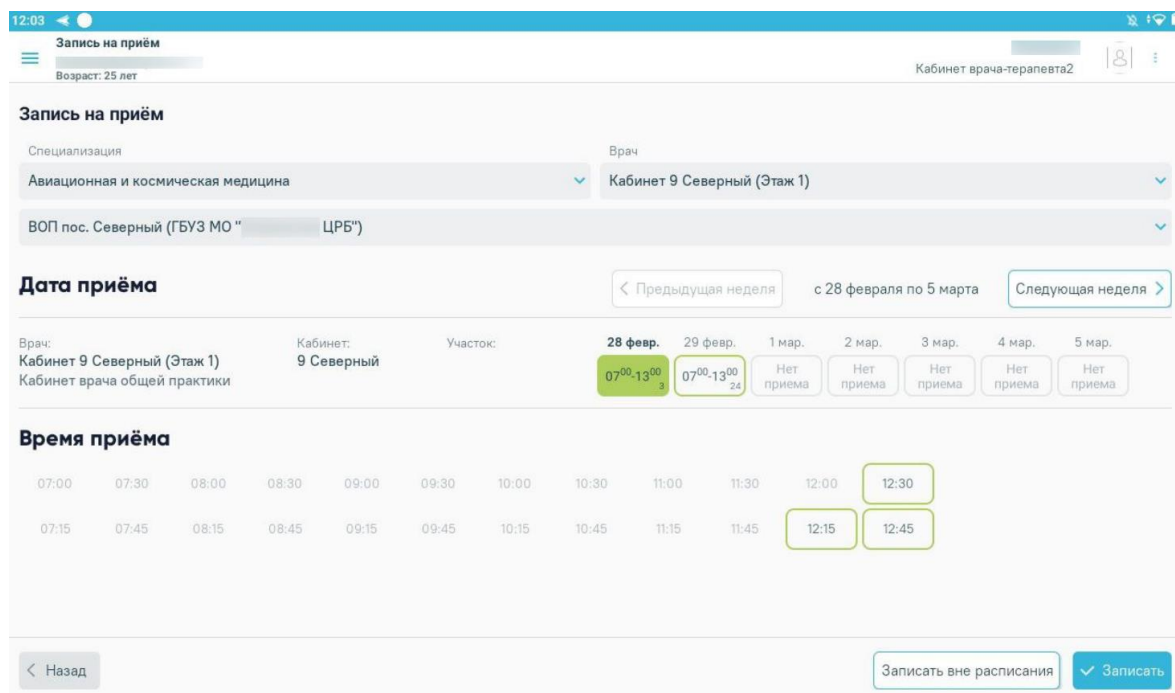 12:03
Запись на приём
Возраст: 25 лет
Кабинет врача-терапевта2
Запись на приём
Специализация
Врач
Авиационная и космическая медицина
Кабинет 9 Северный (Этаж 1)
ВОП пос. Северный (ГБУЗ МО " ЦРБ")
Дата приёма
Предыдущая неделя
с 28 февраля по 5 марта
Следующая неделя
Врач:
Кабинет 9 Северный (Этаж 1)
Кабинет врача общей практики
Кабинет:
9 Северный
Участок:
28 февр. 29 февр. 1 мар. 2 мар. 3 мар. 4 мар. 5 мар.
07⁰⁰-13⁰⁰ 3
07⁰⁰-13⁰⁰ 24
Нет приема
Нет приема
Нет приема
Нет приема
Нет приема
Время приёма
07:00 07:30 08:00 08:30 09:00 09:30 10:00 10:30 11:00 11:30 12:00 12:30
07:15 07:45 08:15 08:45 09:15 09:45 10:15 10:45 11:15 11:45 12:15 12:45
Назад
Записать вне расписания
Записать